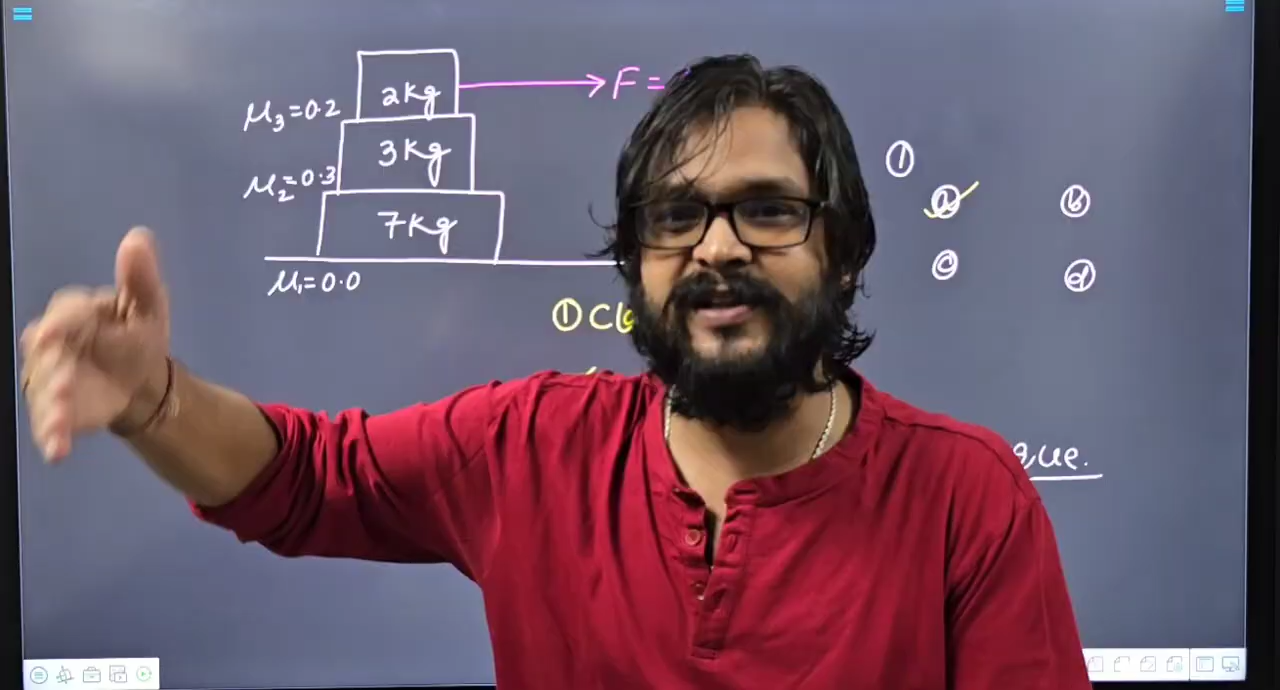 2kg
F =
μ3=0.2
3kg
μ2=0.3
7kg
μ1=0.0
①
ⓐ
ⓑ
ⓒ
ⓓ
①
que.